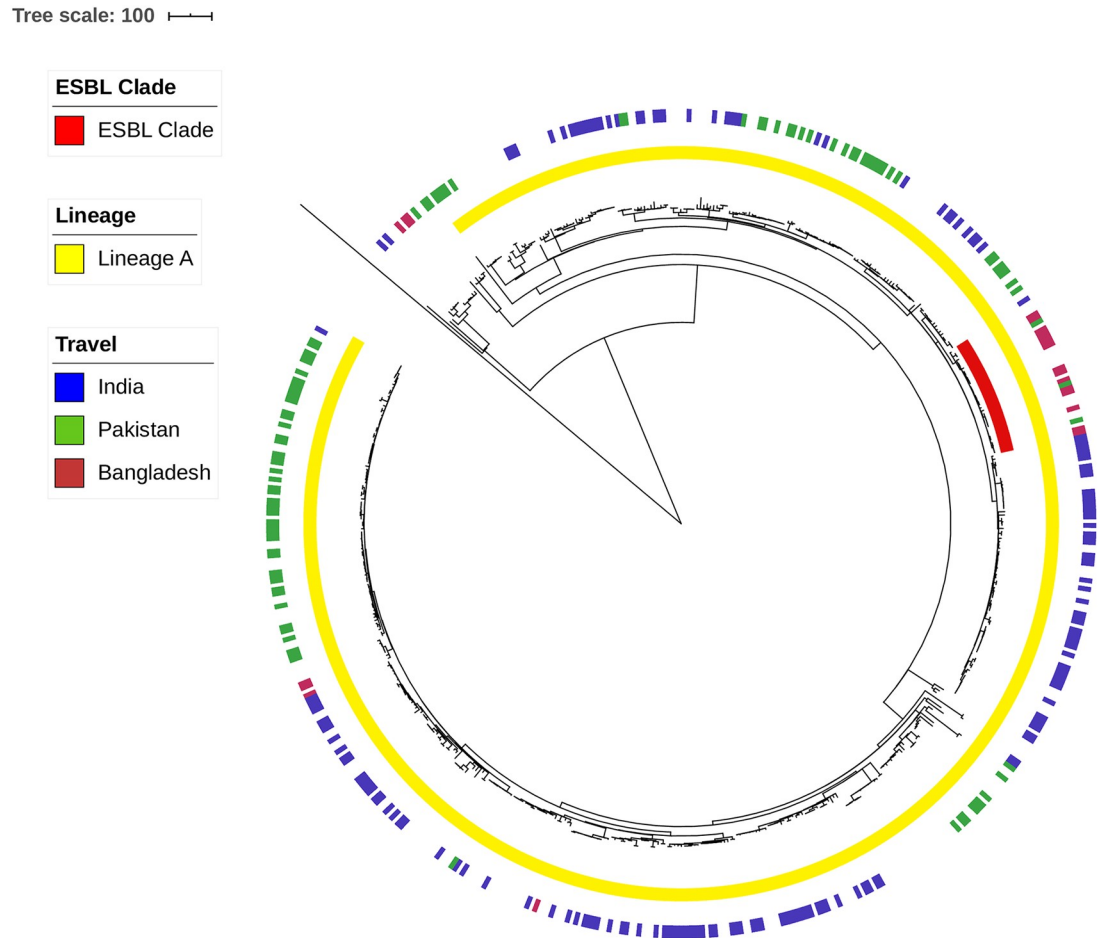 Tree scale: 100
ESBL Clade
ESBL Clade
Lineage
Lineage A
Travel
India
Pakistan
Bangladesh